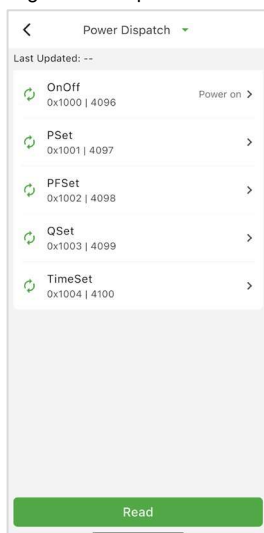 Power Dispatch
Last Updated: --
OnOff
0x1000 | 4096
Power on
PSet
0x1001 | 4097
PFSet
0x1002 | 4098
QSet
0x1003 | 4099
TimeSet
0x1004 | 4100
Read